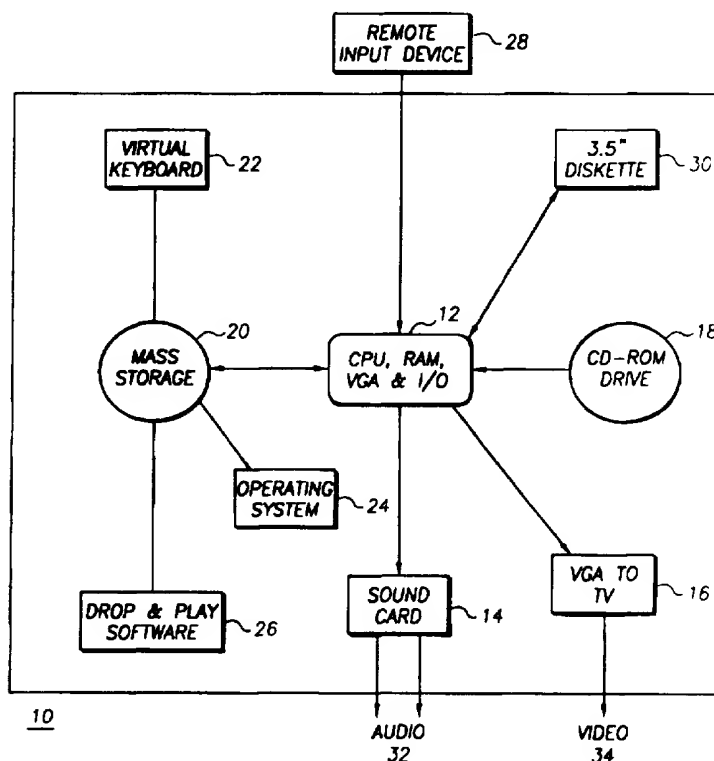 REMOTE
INPUT DEVICE
28
VIRTUAL
KEYBOARD
22
3.5"
DISKETTE
30
20
MASS
STORAGE
12
CPU, RAM,
VGA & I/O
18
CD-ROM
DRIVE
OPERATING
SYSTEM
24
DROP & PLAY
SOFTWARE
26
SOUND
CARD
14
VGA TO
TV
16
10
AUDIO
32
VIDEO
34